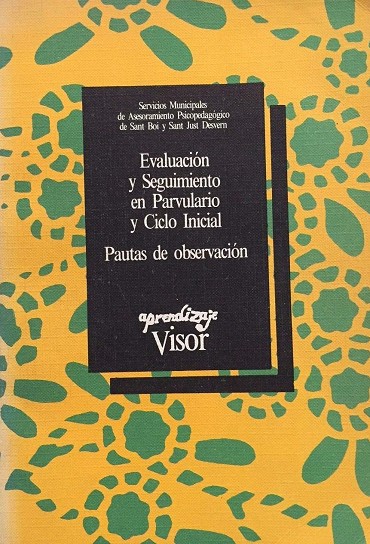 Servicios Municipales
de Asesoramiento Psicopedagógico
de Sant Boi y Sant Just Desvern
Evaluación
y Seguimiento
en Parvulario
y Ciclo Inicial
Pautas de observación
aprendizaje
Visor